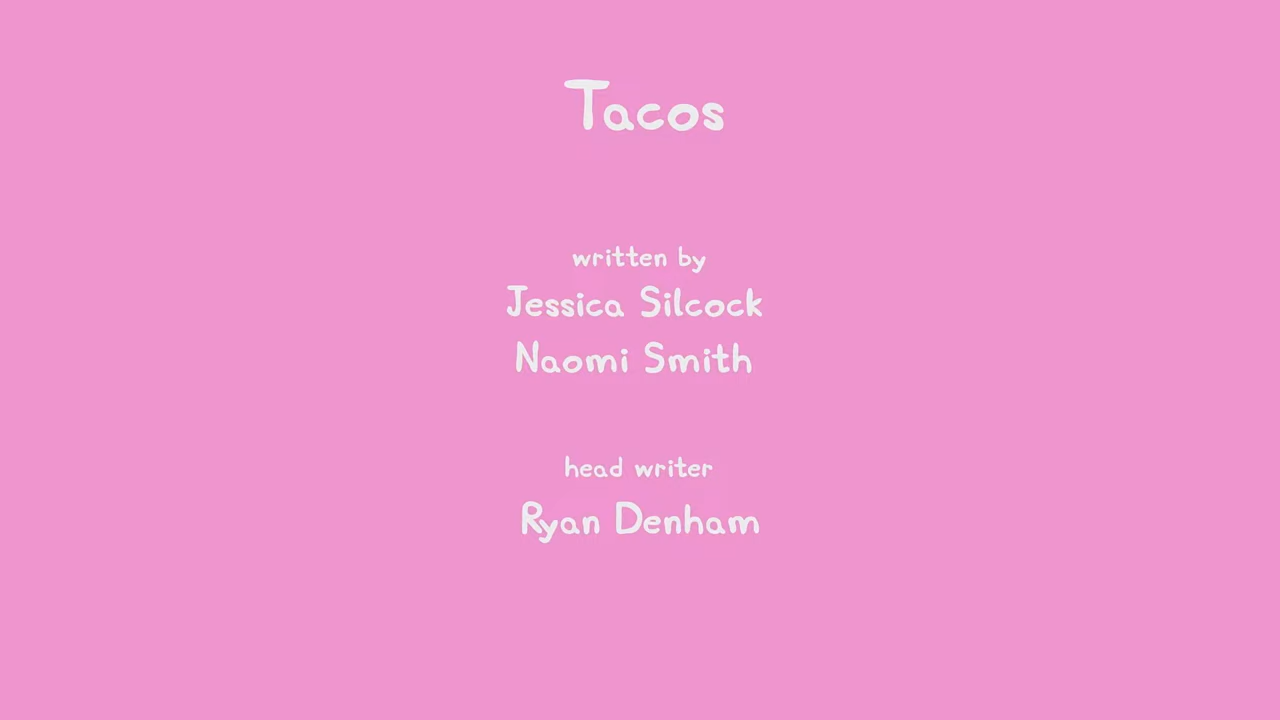 Tacos
written by
Jessica Silcock
Naomi Smith
head writer
Ryan Denham